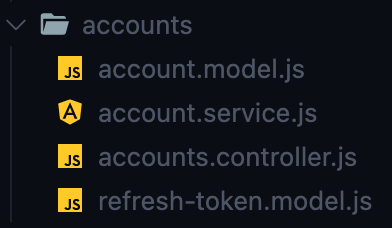 accounts
JS account.model.js
A account.service.js
JS accounts.controller.js
JS refresh-token.model.js